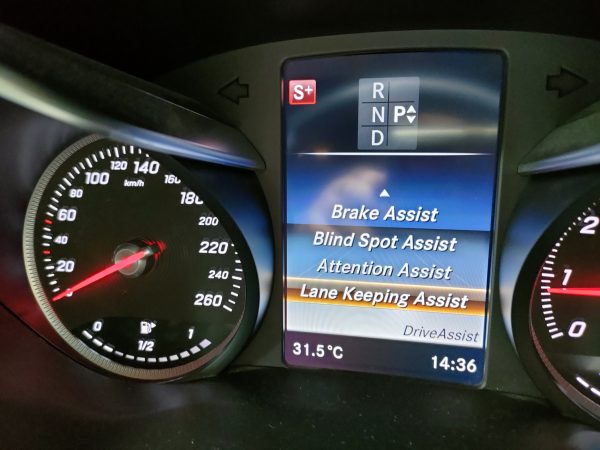 S+
R
N P
D
Brake Assist
Blind Spot Assist
Attention Assist
Lane Keeping Assist
DriveAssist
31.5°C
14:36
20
40
60
80
100
120
140
160
180
200
220
240
260
km/h
0
1/2
1
2
1
0